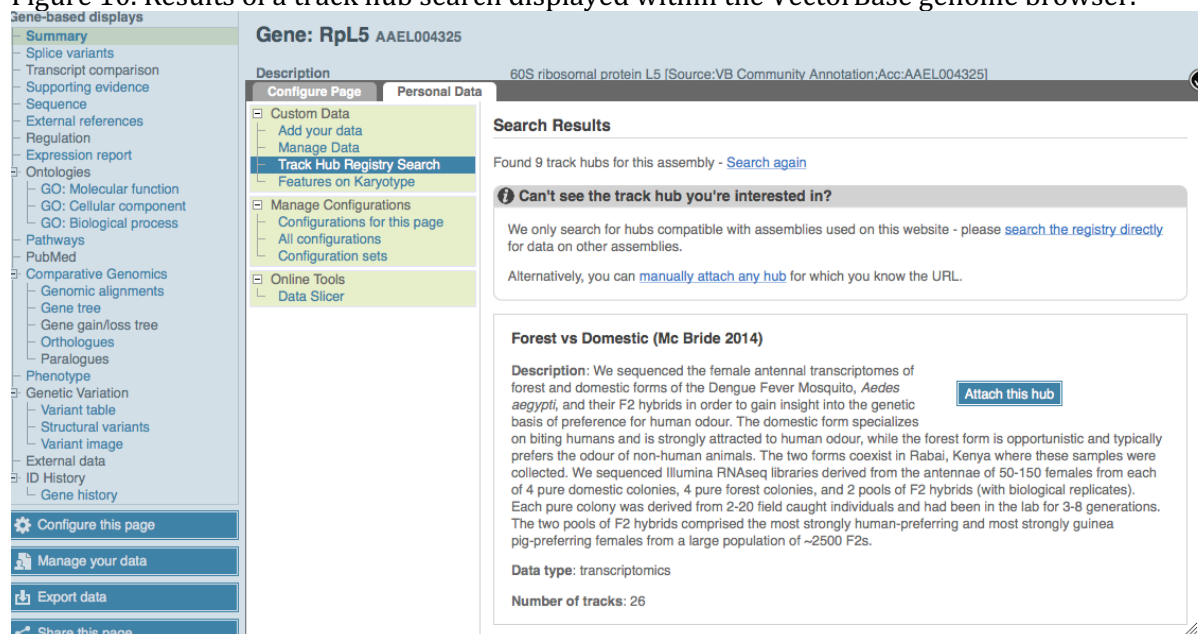 Figure 10. Results of a track hub search displayed within the VectorBase genome browser.
Gene-based displays
Summary
Splice variants
Transcript comparison
Supporting evidence
Sequence
External references
Regulation
Expression report
Ontologies
GO: Molecular function
GO: Cellular component
GO: Biological process
Pathways
PubMed
Comparative Genomics
Genomic alignments
Gene tree
Gene gain/loss tree
Orthologues
Paralogues
Phenotype
Genetic Variation
Variant table
Structural variants
Variant image
External data
ID History
Gene history
Configure this page
Manage your data
Export data
Share this page
Gene: RpL5 AAEL004325
Description 60S ribosomal protein L5 [Source:VB Community Annotation;Acc:AAEL004325]
Configure Page Personal Data
Custom Data
Add your data
Manage Data
Track Hub Registry Search
Features on Karyotype
Manage Configurations
Configurations for this page
All configurations
Configuration sets
Online Tools
Data Slicer
Search Results
Found 9 track hubs for this assembly - Search again
Can't see the track hub you're interested in?
We only search for hubs compatible with assemblies used on this website - please search the registry directly
for data on other assemblies.
Alternatively, you can manually attach any hub for which you know the URL.
Forest vs Domestic (Mc Bride 2014)
Description: We sequenced the female antennal transcriptomes of
forest and domestic forms of the Dengue Fever Mosquito, Aedes
aegypti, and their F2 hybrids in order to gain insight into the genetic
basis of preference for human odour. The domestic form specializes
on biting humans and is strongly attracted to human odour, while the forest form is opportunistic and typically
prefers the odour of non-human animals. The two forms coexist in Rabai, Kenya where these samples were
collected. We sequenced Illumina RNAseq libraries derived from the antennae of 50-150 females from each
of 4 pure domestic colonies, 4 pure forest colonies, and 2 pools of F2 hybrids (with biological replicates).
Each pure colony was derived from 2-20 field caught individuals and had been in the lab for 3-8 generations.
The two pools of F2 hybrids comprised the most strongly human-preferring and most strongly guinea
pig-preferring females from a large population of ~2500 F2s.
Attach this hub
Data type: transcriptomics
Number of tracks: 26